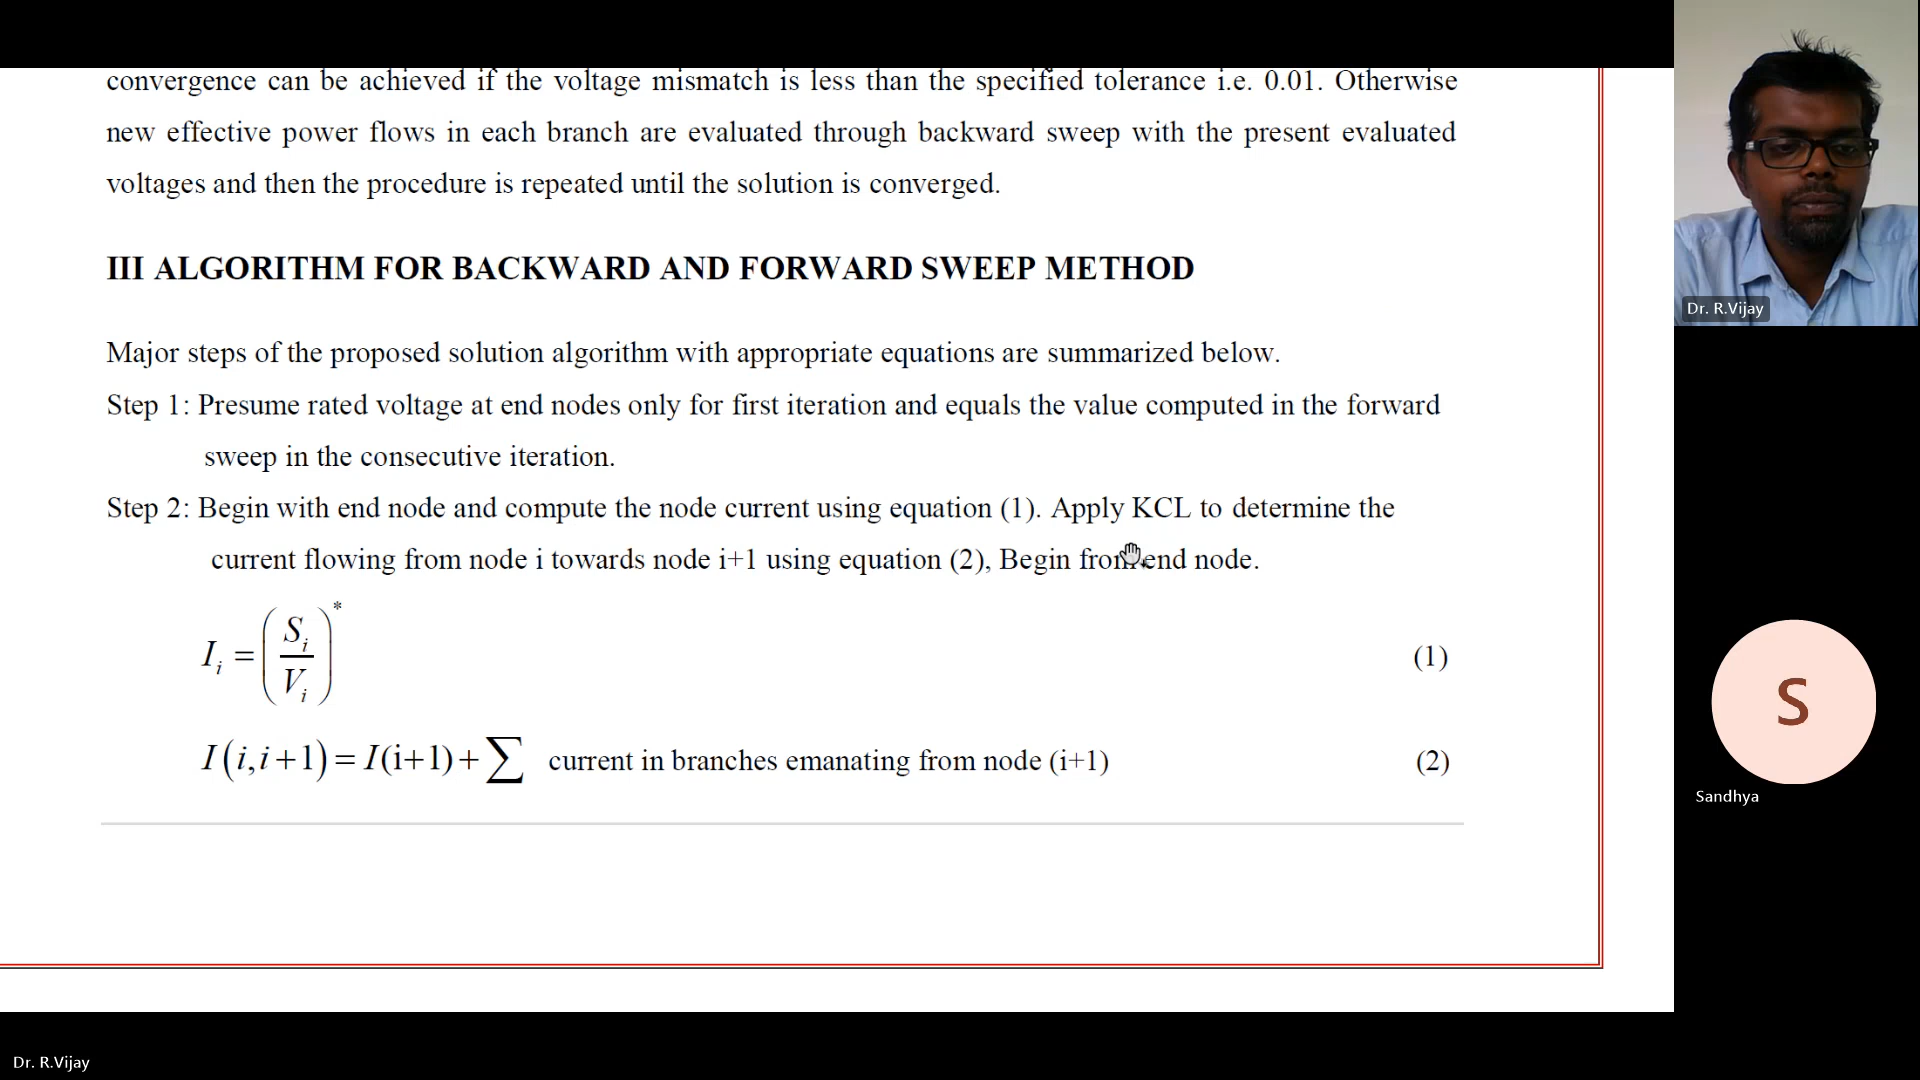 convergence can be achieved if the voltage mismatch is less than the specified tolerance i.e. 0.01. Otherwise
new effective power flows in each branch are evaluated through backward sweep with the present evaluated
voltages and then the procedure is repeated until the solution is converged.
III ALGORITHM FOR BACKWARD AND FORWARD SWEEP METHOD
Major steps of the proposed solution algorithm with appropriate equations are summarized below.
Step 1: Presume rated voltage at end nodes only for first iteration and equals the value computed in the forward
sweep in the consecutive iteration.
Step 2: Begin with end node and compute the node current using equation (1). Apply KCL to determine the
current flowing from node i towards node i+1 using equation (2), Begin from end node.
I_i = (S_i / V_i)^* (1)
I(i,i+1) = I(i+1) + ∑ current in branches emanating from node (i+1) (2)
Dr. R.Vijay
S
Sandhya
Dr. R.Vijay